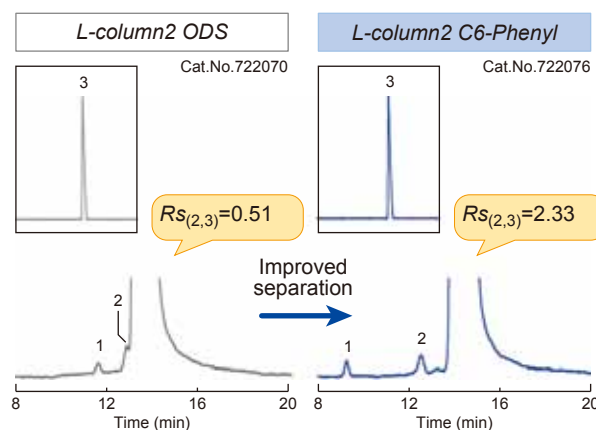 L-column2 ODS
Cat.No.722070
3
Rs(2,3)=0.51
2
1
8 12 16 20
Time (min)
Improved
separation
L-column2 C6-Phenyl
Cat.No.722076
3
Rs(2,3)=2.33
1
2
8 12 16 20
Time (min)